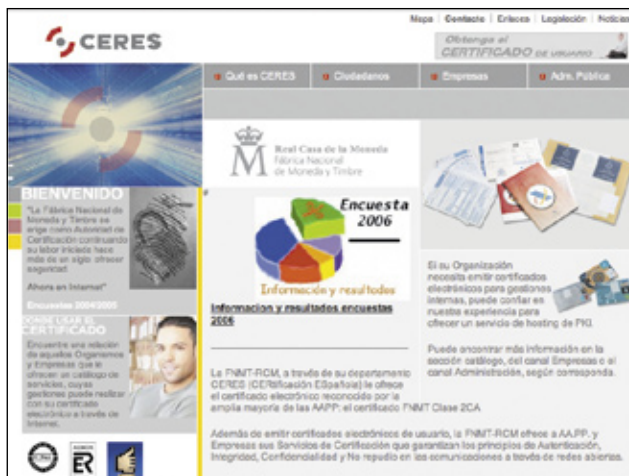 Mapa | Contacto | Enlaces | Legislación | Noticias
CERES
Obtenga el
CERTIFICADO DE USUARIO
Qué es CERES
Ciudadanos
Empresas
Adm. Pública
Real Casa de la Moneda
Fábrica Nacional
de Moneda y Timbre
BIENVENIDO
"La Fábrica Nacional de
Moneda y Timbre se
erige como Autoridad de
Certificación continuando
su labor iniciada hace
más de un siglo: ofrecer
seguridad.
Ahora en Internet"
Encuestas 2004/2005
DONDE USAR EL
CERTIFICADO
Encuentre una relación
de aquellos Organismos
y Empresas que le
ofrecen un catálogo de
servicios, cuyas
gestiones puede realizar
con su certificado
electrónico a través de
Internet.
ER
Encuesta
2006
Información y resultados
Informacion y resultados encuestas
2006
Si su Organización
necesita emitir certificados
electrónicos para gestiones
internas, puede confiar en
nuestra experiencia para
ofrecer un servicio de hosting de PKI.
Puede encontrar más información en la
sección catálogo, del canal Empresas o al
canal Administración, según corresponda.
La FNMT-RCM, a través de su departamento
CERES (CERtificación ESpañola) le ofrece
el certificado electrónico reconocido por la
amplia mayoría de las AAPP: el certificado FNMT Clase 2CA
Además de emitir certificados electrónicos de usuario, la FNMT-RCM ofrece a AA.PP. y
Empresas sus Servicios de Certificación que garantizan los principios de Autenticación,
Integridad, Confidencialidad y No repudio en las comunicaciones a través de redes abiertas.